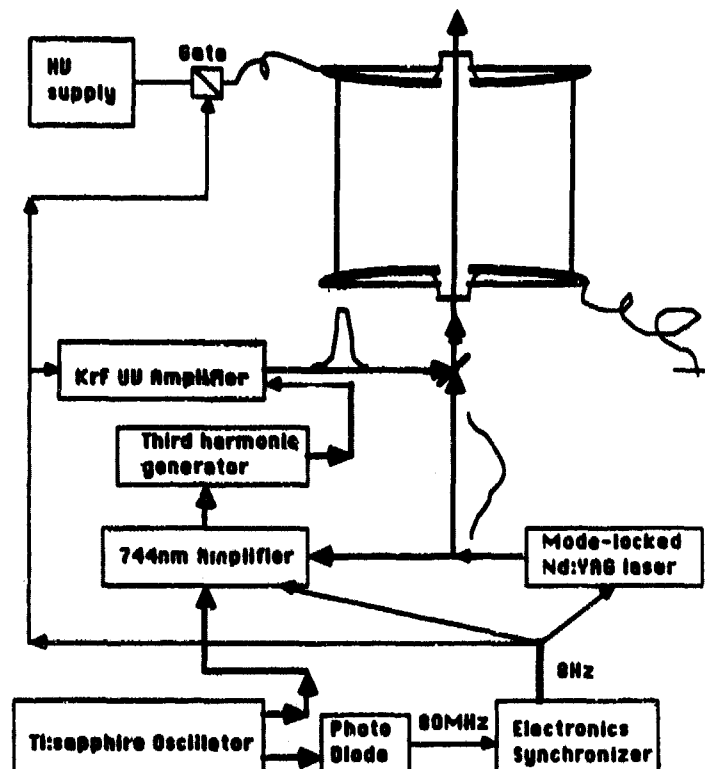 HV
supply
Gate
Krf UV Amplifier
Third harmonic
generator
744nm Amplifier
Mode-locked
Nd:YAG laser
8Hz
Ti:sapphire Oscillator
Photo
Diode
80MHz
Electronics
Synchronizer